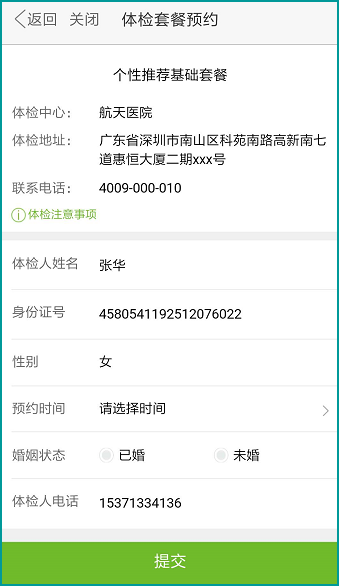 返回 关闭 体检套餐预约
个性推荐基础套餐
体检中心: 航天医院
体检地址: 广东省深圳市南山区科苑南路高新南七
道惠恒大厦二期xxx号
联系电话: 4009-000-010
体检注意事项
体检人姓名 张华
身份证号 4580541192512076022
性别 女
预约时间 请选择时间
婚姻状态 已婚 未婚
体检人电话 15371334136
提交